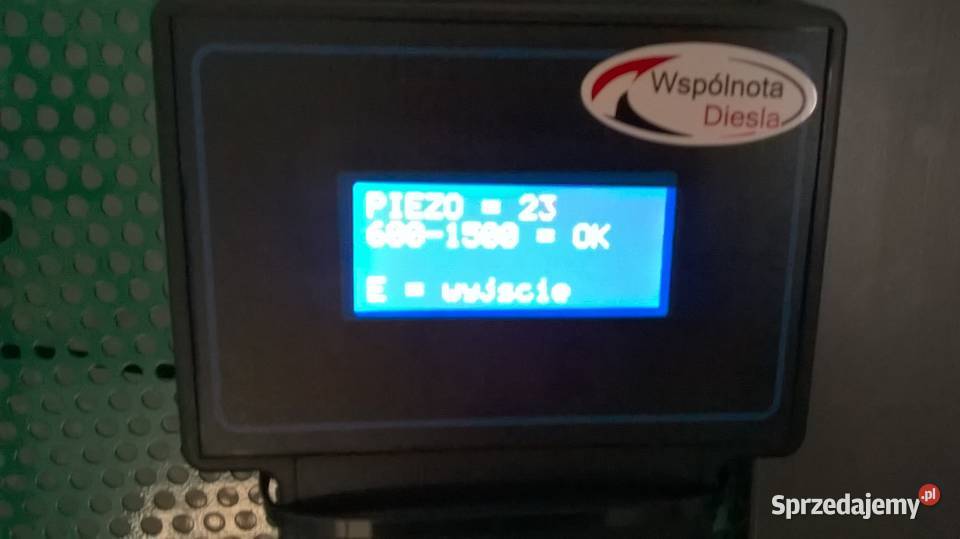 Wspólnota
Diesla
PIEZO = 23
600-1500 = OK
E = wyjscie
Sprzedajemy.pl